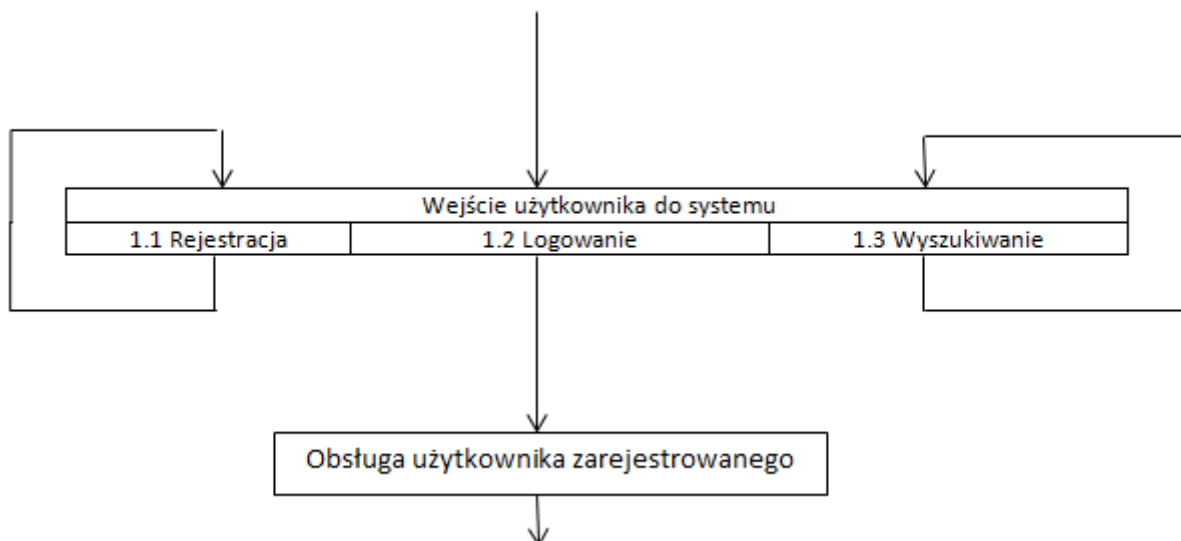 Wejście użytkownika do systemu
1.1 Rejestracja
1.2 Logowanie
1.3 Wyszukiwanie
Obsługa użytkownika zarejestrowanego